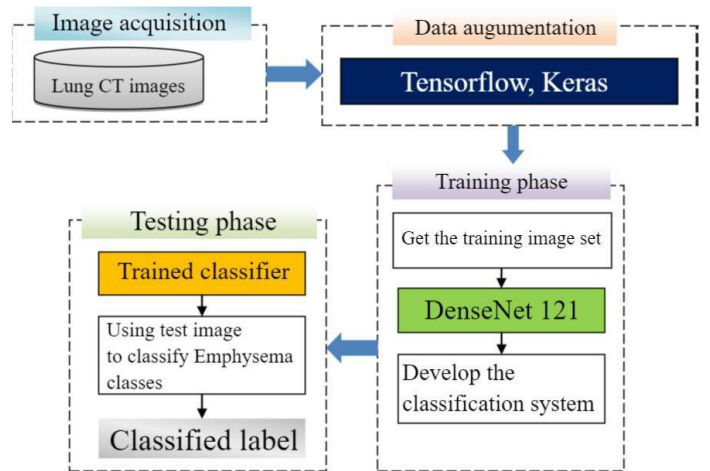 Image acquisition
Lung CT images
Data augumentation
Tensorflow, Keras
Training phase
Get the training image set
DenseNet 121
Develop the
classification system
Testing phase
Trained classifier
Using test image
to classify Emphysema
classes
Classified label